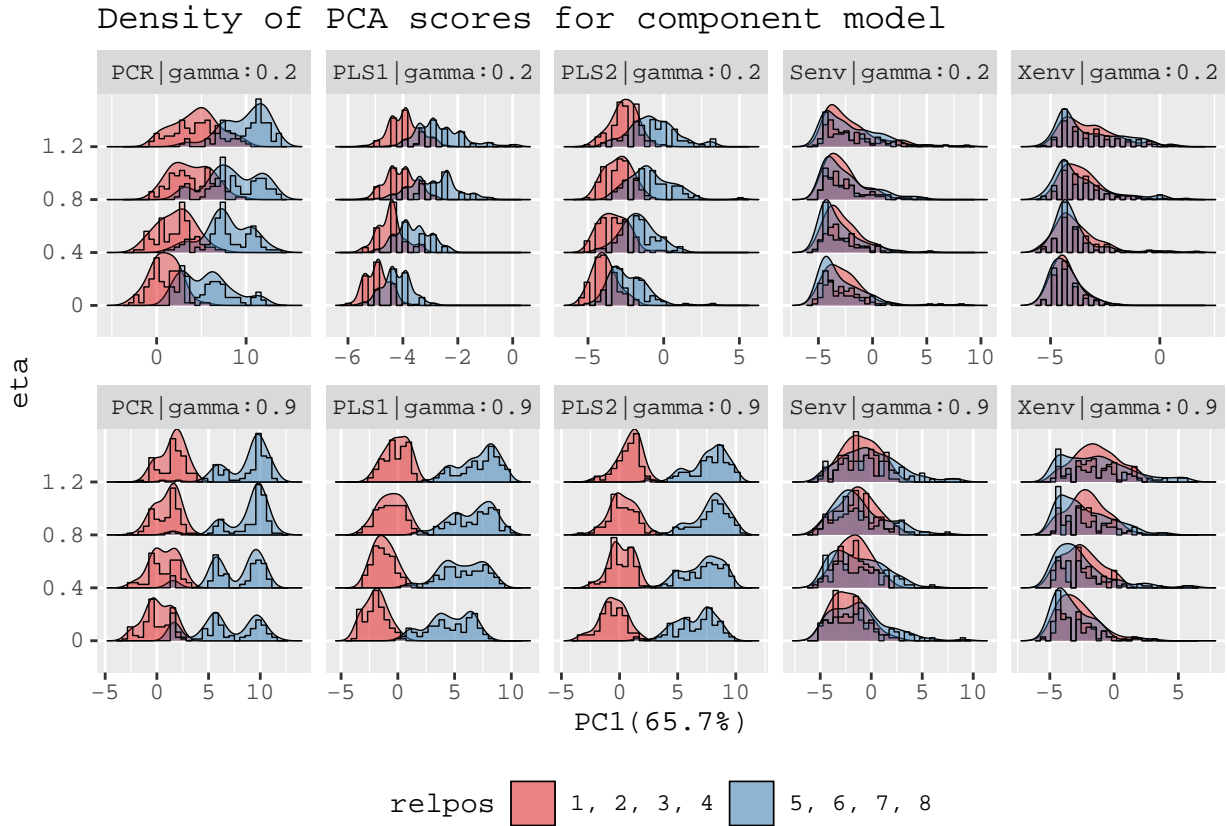 Density of PCA scores for component model
PCR|gamma:0.2 PLS1|gamma:0.2 PLS2|gamma:0.2 Senv|gamma:0.2 Xenv|gamma:0.2
1.2
0.8
0.4
0
0 10 -6 -4 -2 0 -5 0 5 -5 0 5 10 -5 0
eta
PCR|gamma:0.9 PLS1|gamma:0.9 PLS2|gamma:0.9 Senv|gamma:0.9 Xenv|gamma:0.9
1.2
0.8
0.4
0
-5 0 5 10 0 5 10 -5 0 5 10 -5 0 5 10 -5 0 5
PC1(65.7%)
relpos 1, 2, 3, 4 5, 6, 7, 8